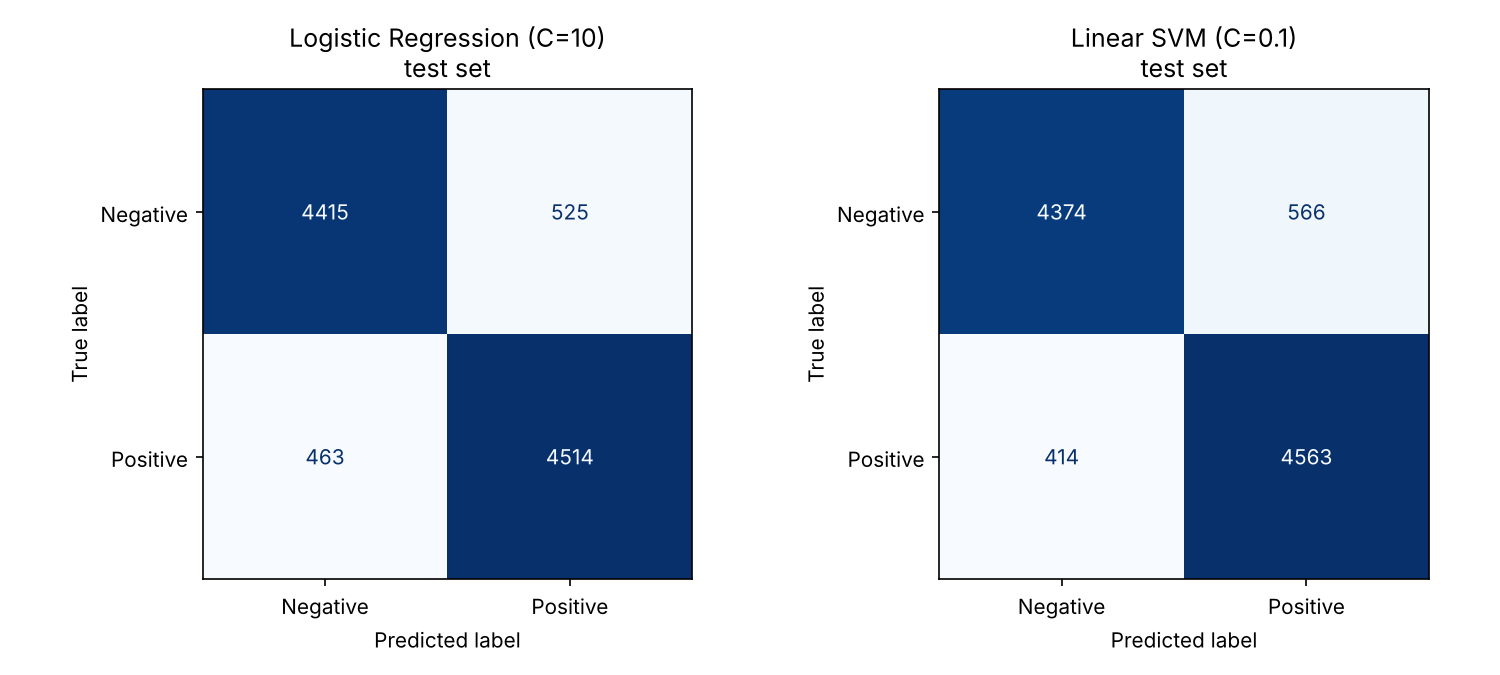 Logistic Regression (C=10)
test set
Negative
4415
525
True label
Positive
463
4514
Negative
Positive
Predicted label
Linear SVM (C=0.1)
test set
Negative
4374
566
True label
Positive
414
4563
Negative
Positive
Predicted label